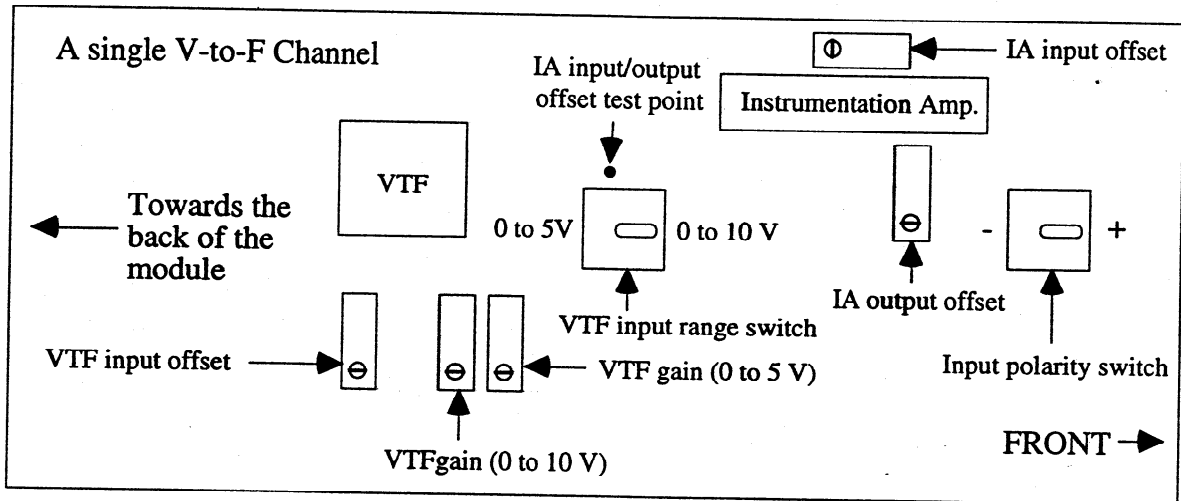 A single V-to-F Channel
IA input offset
IA input/output
offset test point
Instrumentation Amp.
VTF
Towards the
back of the
module
0 to 5V
0 to 10 V
-
+
IA output offset
VTF input range switch
VTF input offset
VTF gain (0 to 5 V)
Input polarity switch
VTFgain (0 to 10 V)
FRONT